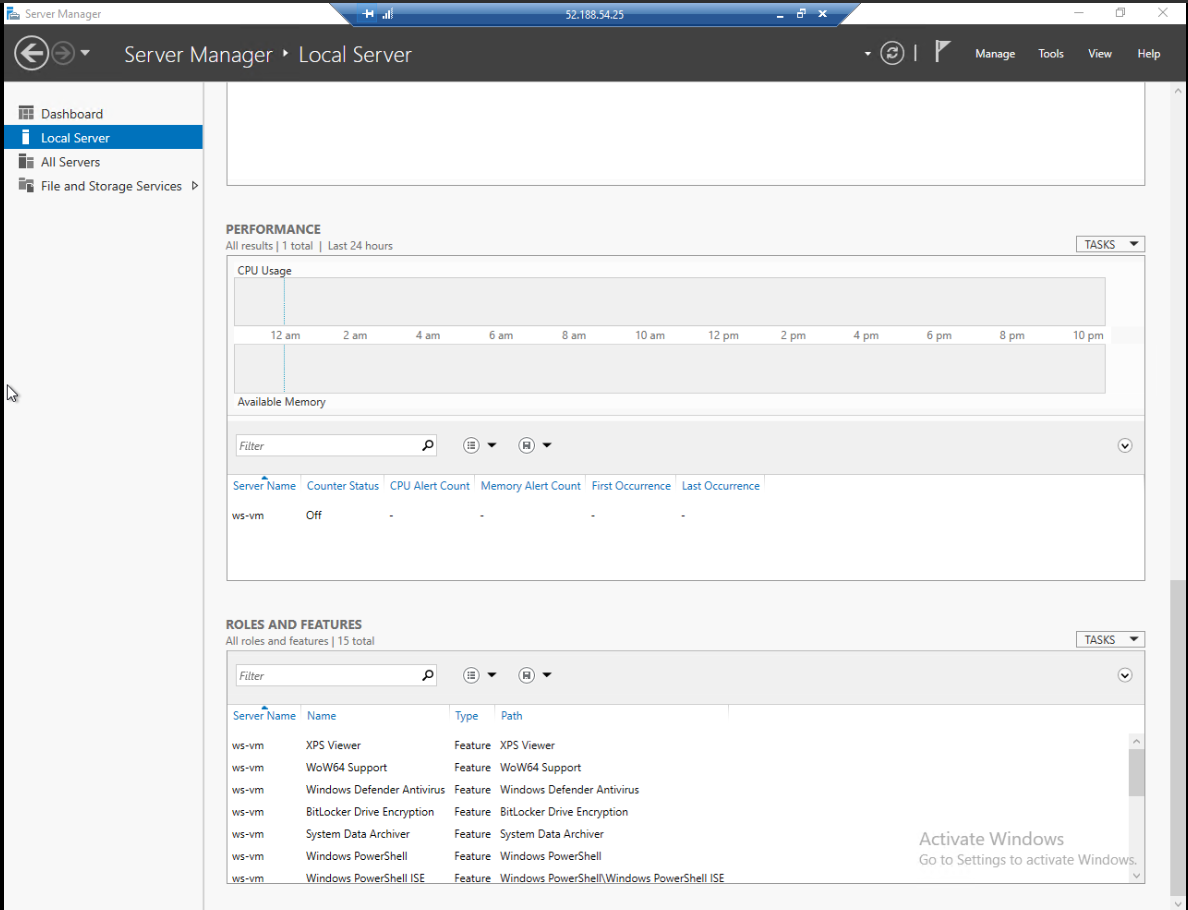 Server Manager
52.188.54.25
Server Manager ‣ Local Server
Manage Tools View Help
Dashboard
Local Server
All Servers
File and Storage Services
PERFORMANCE
All results | 1 total | Last 24 hours
TASKS
CPU Usage
12 am 2 am 4 am 6 am 8 am 10 am 12 pm 2 pm 4 pm 6 pm 8 pm 10 pm
Available Memory
Filter
Server Name Counter Status CPU Alert Count Memory Alert Count First Occurrence Last Occurrence
ws-vm Off - - - -
ROLES AND FEATURES
All roles and features | 15 total
TASKS
Filter
Server Name Name Type Path
ws-vm XPS Viewer Feature XPS Viewer
ws-vm WoW64 Support Feature WoW64 Support
ws-vm Windows Defender Antivirus Feature Windows Defender Antivirus
ws-vm BitLocker Drive Encryption Feature BitLocker Drive Encryption
ws-vm System Data Archiver Feature System Data Archiver
ws-vm Windows PowerShell Feature Windows PowerShell
ws-vm Windows PowerShell ISE Feature Windows PowerShell\Windows PowerShell ISE
Activate Windows
Go to Settings to activate Windows.